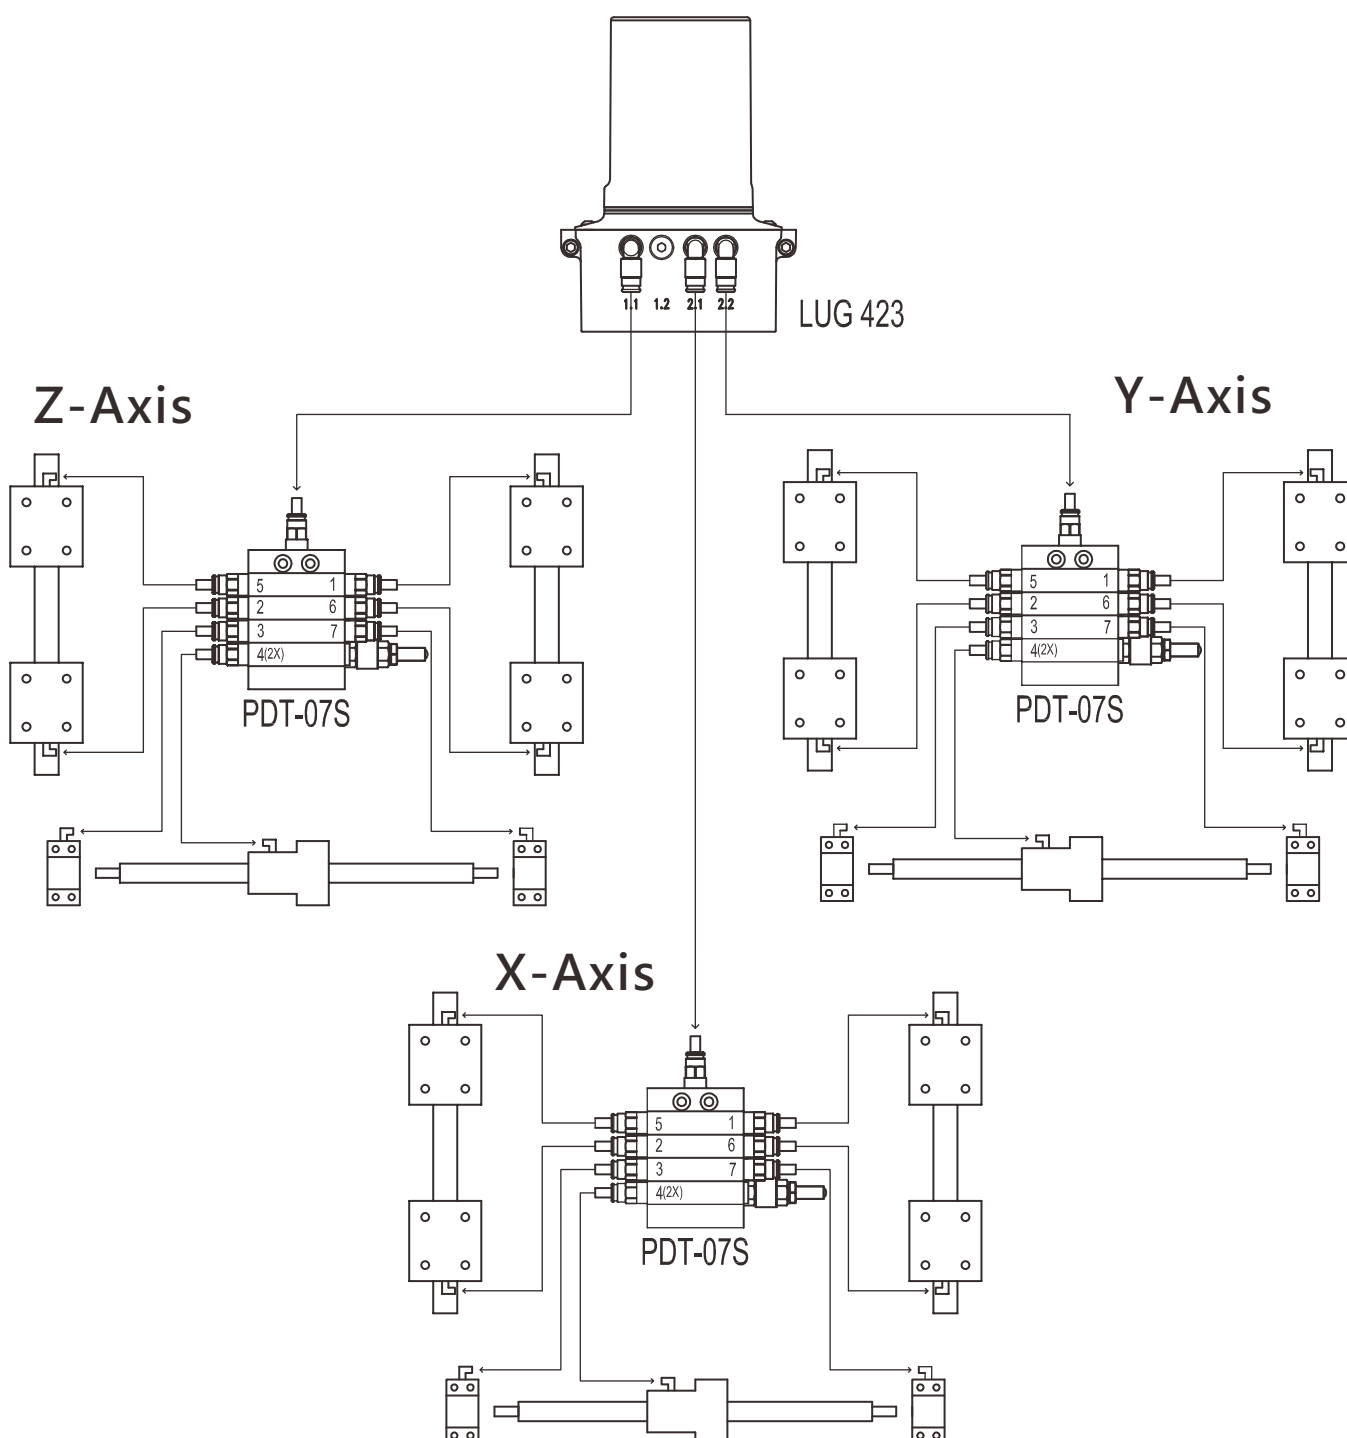 1.1 1.2 2.1 2.2
LUG 423
Z-Axis
Y-Axis
5 1
2 6
3 7
4(2X)
PDT-07S
5 1
2 6
3 7
4(2X)
PDT-07S
X-Axis
5 1
2 6
3 7
4(2X)
PDT-07S